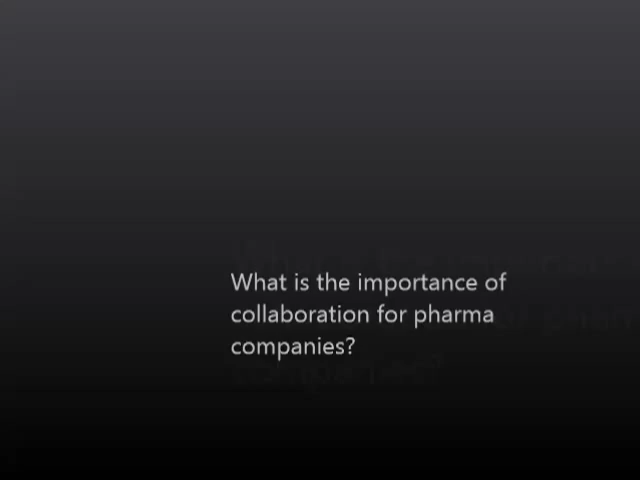 What is the importance of
collaboration for pharma
companies?